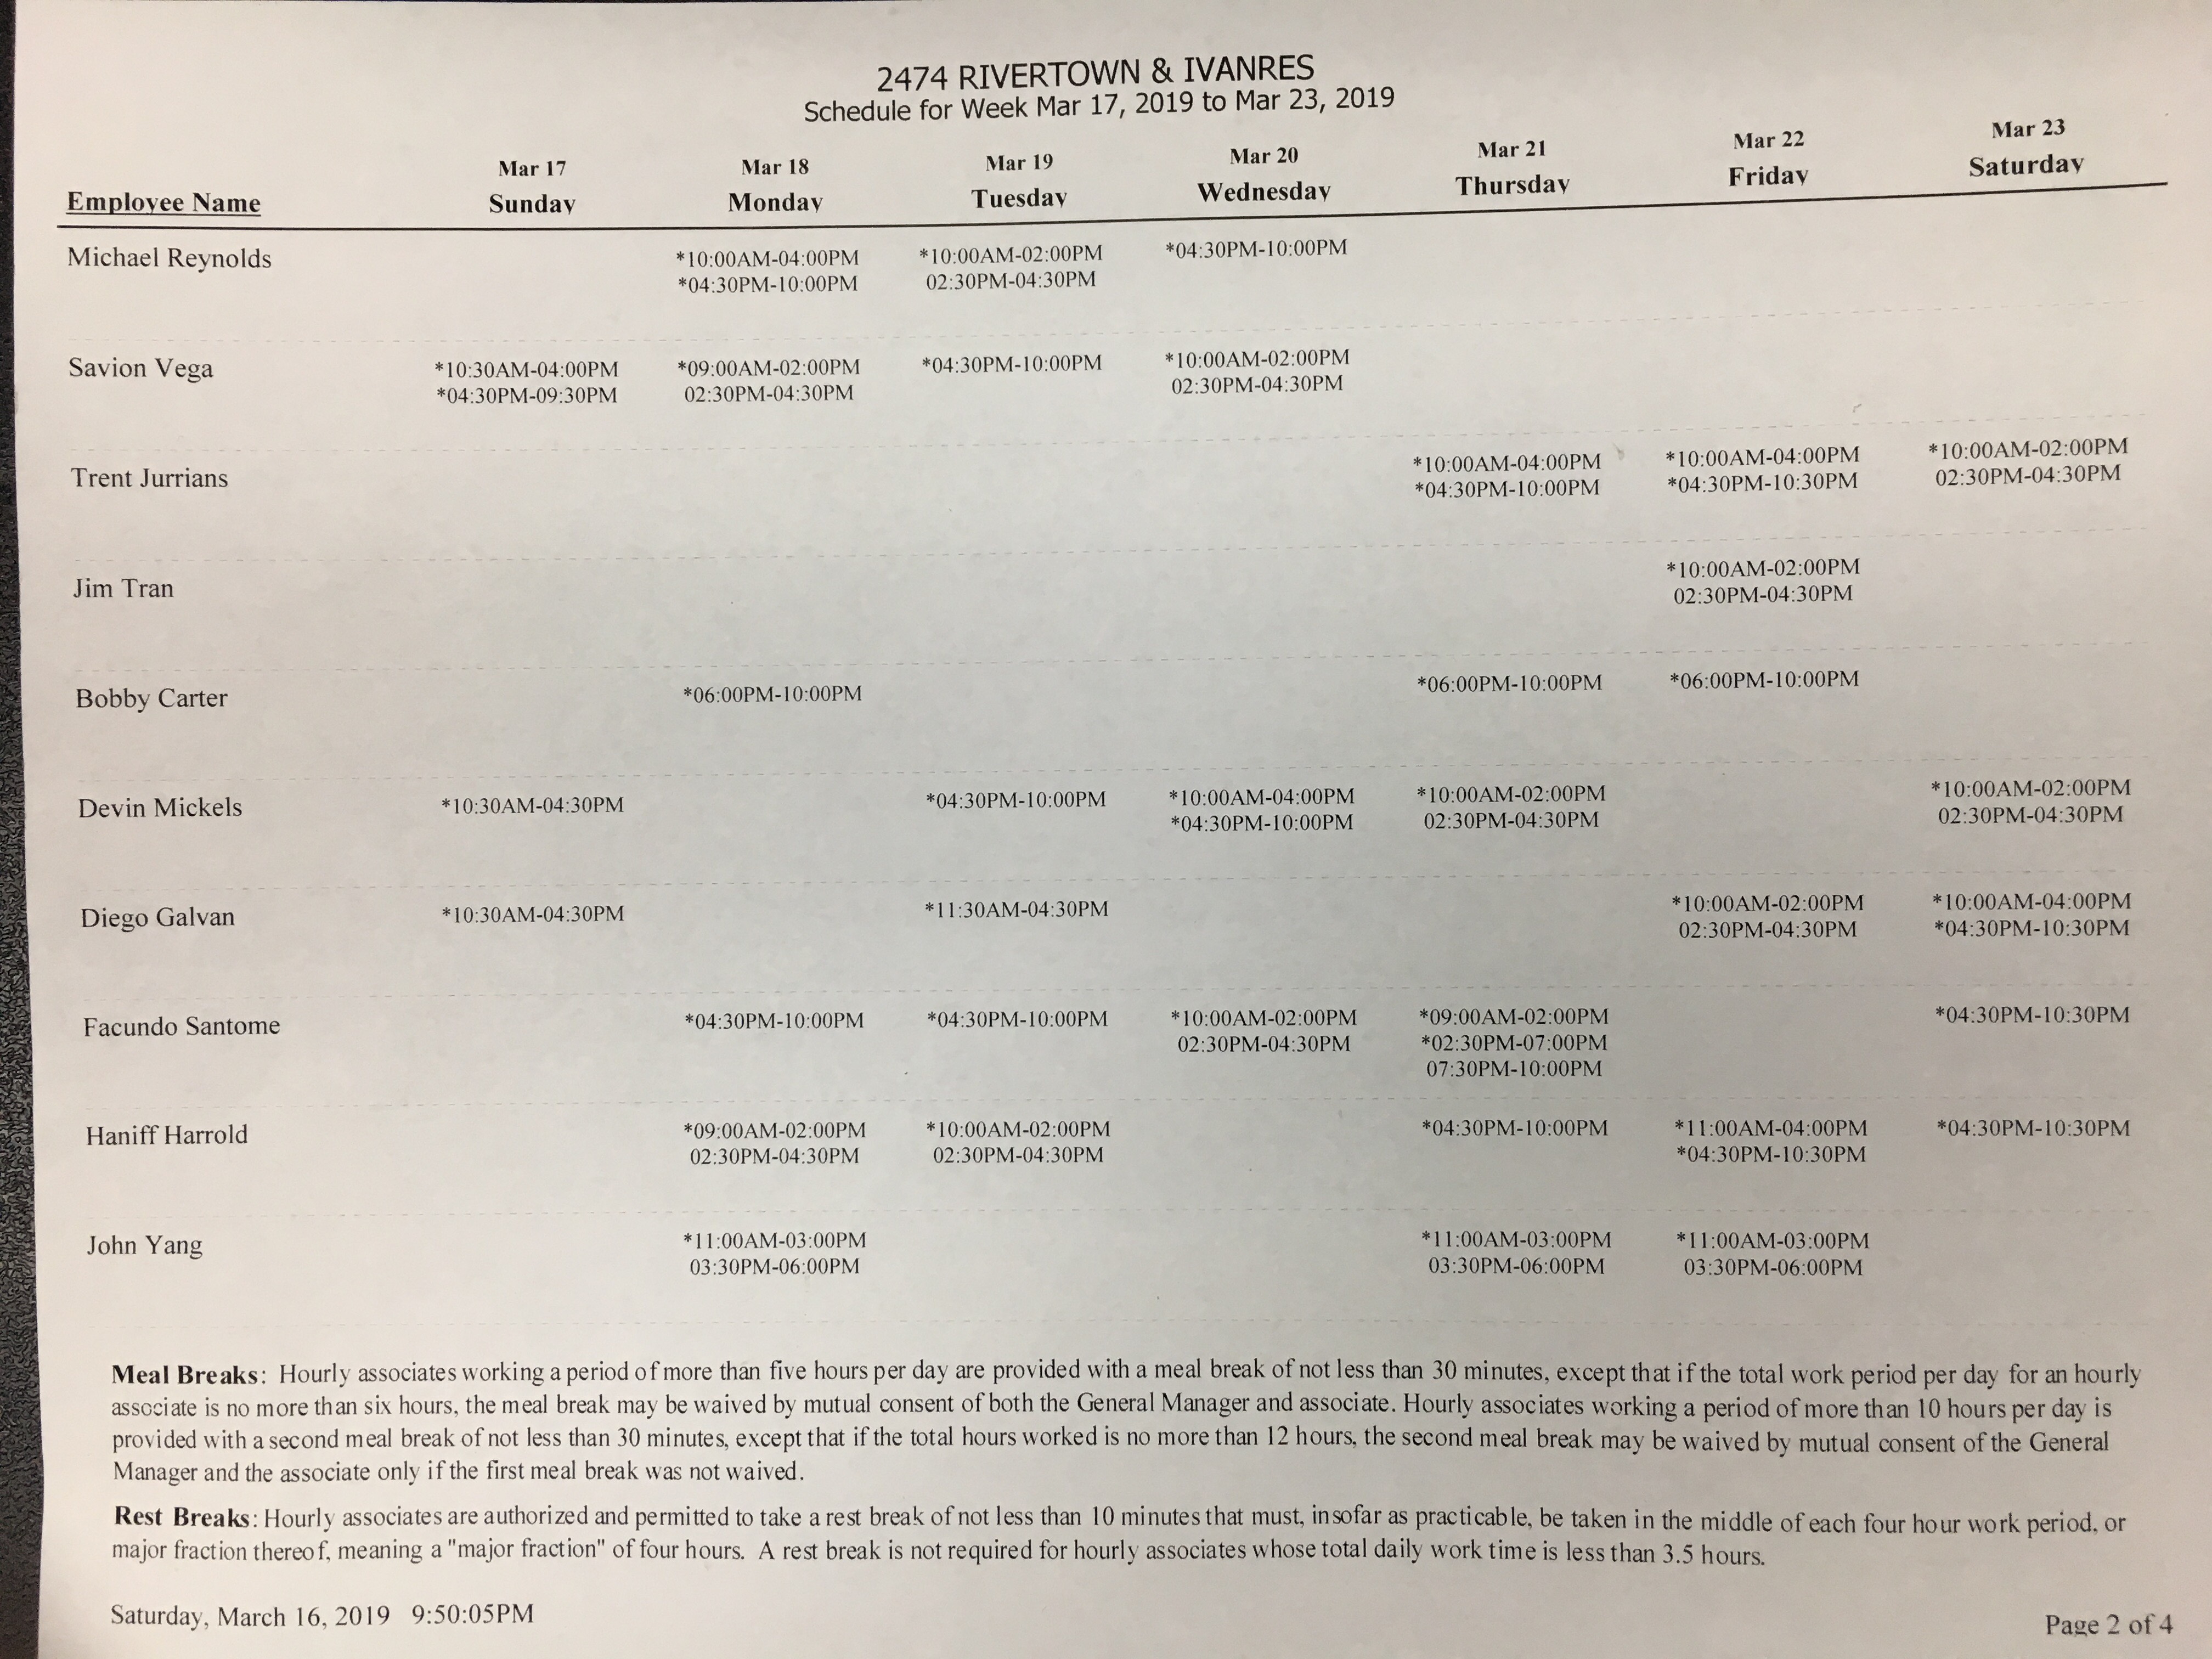 2474 RIVERTOWN & IVANRES
Schedule for Week Mar 17, 2019 to Mar 23, 2019
Mar 17 Mar 18 Mar 19 Mar 20 Mar 21 Mar 22 Mar 23
Employee Name Sunday Monday Tuesday Wednesday Thursday Friday Saturday
Michael Reynolds *10:00AM-04:00PM *10:00AM-02:00PM *04:30PM-10:00PM
*04:30PM-10:00PM 02:30PM-04:30PM
Savion Vega *10:30AM-04:00PM *09:00AM-02:00PM *04:30PM-10:00PM *10:00AM-02:00PM
*04:30PM-09:30PM 02:30PM-04:30PM 02:30PM-04:30PM
Trent Jurrians *10:00AM-04:00PM *10:00AM-04:00PM *10:00AM-02:00PM
*04:30PM-10:00PM *04:30PM-10:30PM 02:30PM-04:30PM
Jim Tran *10:00AM-02:00PM
02:30PM-04:30PM
Bobby Carter *06:00PM-10:00PM *06:00PM-10:00PM *06:00PM-10:00PM
Devin Mickels *10:30AM-04:30PM *04:30PM-10:00PM *10:00AM-04:00PM *10:00AM-02:00PM *10:00AM-02:00PM
*04:30PM-10:00PM 02:30PM-04:30PM 02:30PM-04:30PM
Diego Galvan *10:30AM-04:30PM *11:30AM-04:30PM *10:00AM-02:00PM *10:00AM-04:00PM
02:30PM-04:30PM *04:30PM-10:30PM
Facundo Santome *04:30PM-10:00PM *04:30PM-10:00PM *10:00AM-02:00PM *09:00AM-02:00PM *04:30PM-10:30PM
02:30PM-04:30PM *02:30PM-07:00PM
07:30PM-10:00PM
Haniff Harrold *09:00AM-02:00PM *10:00AM-02:00PM *04:30PM-10:00PM *11:00AM-04:00PM *04:30PM-10:30PM
02:30PM-04:30PM 02:30PM-04:30PM *04:30PM-10:30PM
John Yang *11:00AM-03:00PM *11:00AM-03:00PM *11:00AM-03:00PM
03:30PM-06:00PM 03:30PM-06:00PM 03:30PM-06:00PM
Meal Breaks: Hourly associates working a period of more than five hours per day are provided with a meal break of not less than 30 minutes, except that if the total work period per day for an hourly
associate is no more than six hours, the meal break may be waived by mutual consent of both the General Manager and associate. Hourly associates working a period of more than 10 hours per day is
provided with a second meal break of not less than 30 minutes, except that if the total hours worked is no more than 12 hours, the second meal break may be waived by mutual consent of the General
Manager and the associate only if the first meal break was not waived.
Rest Breaks: Hourly associates are authorized and permitted to take a rest break of not less than 10 minutes that must, insofar as practicable, be taken in the middle of each four hour work period, or
major fraction thereof, meaning a "major fraction" of four hours. A rest break is not required for hourly associates whose total daily work time is less than 3.5 hours.
Saturday, March 16, 2019 9:50:05PM
Page 2 of 4